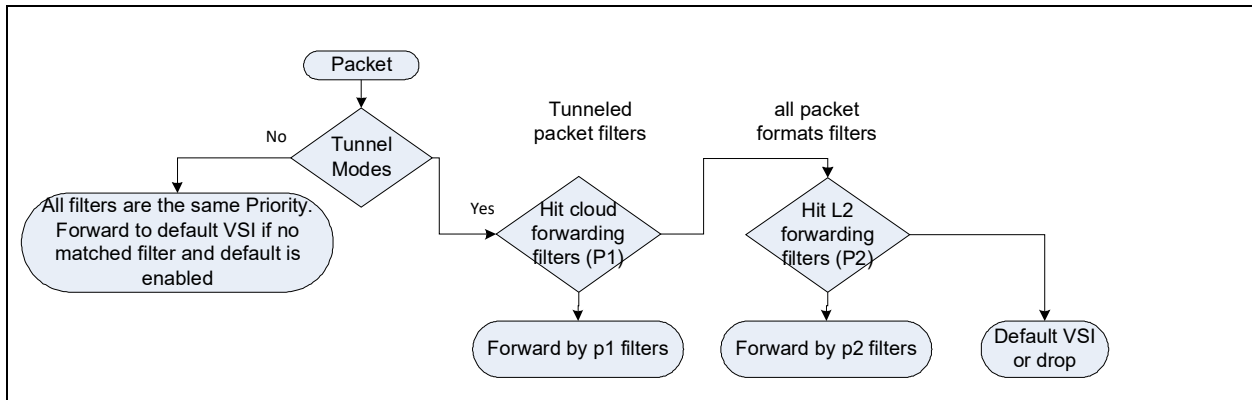 Packet
Tunneled
packet filters
all packet
formats filters
No
Tunnel
Modes
All filters are the same Priority.
Forward to default VSI if no
matched filter and default is
enabled
Yes
Hit cloud
forwarding
filters (P1)
Hit L2
forwarding
filters (P2)
Forward by p1 filters
Forward by p2 filters
Default VSI
or drop